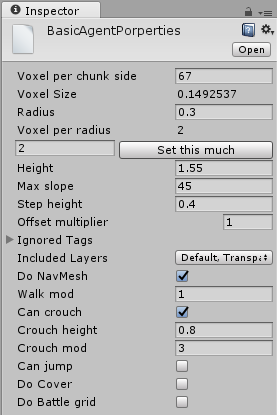 Inspector
BasicAgentPorperties
Open
Voxel per chunk side 67
Voxel Size 0.1492537
Radius 0.3
Voxel per radius 2
2 Set this much
Height 1.55
Max slope 45
Step height 0.4
Offset multiplier 1
Ignored Tags
Included Layers Default, Transpa
Do NavMesh
Walk mod 1
Can crouch
Crouch height 0.8
Crouch mod 3
Can jump
Do Cover
Do Battle grid